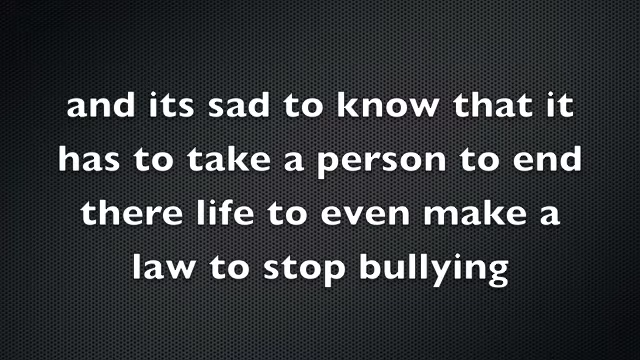 and its sad to know that it
has to take a person to end
there life to even make a
law to stop bullying